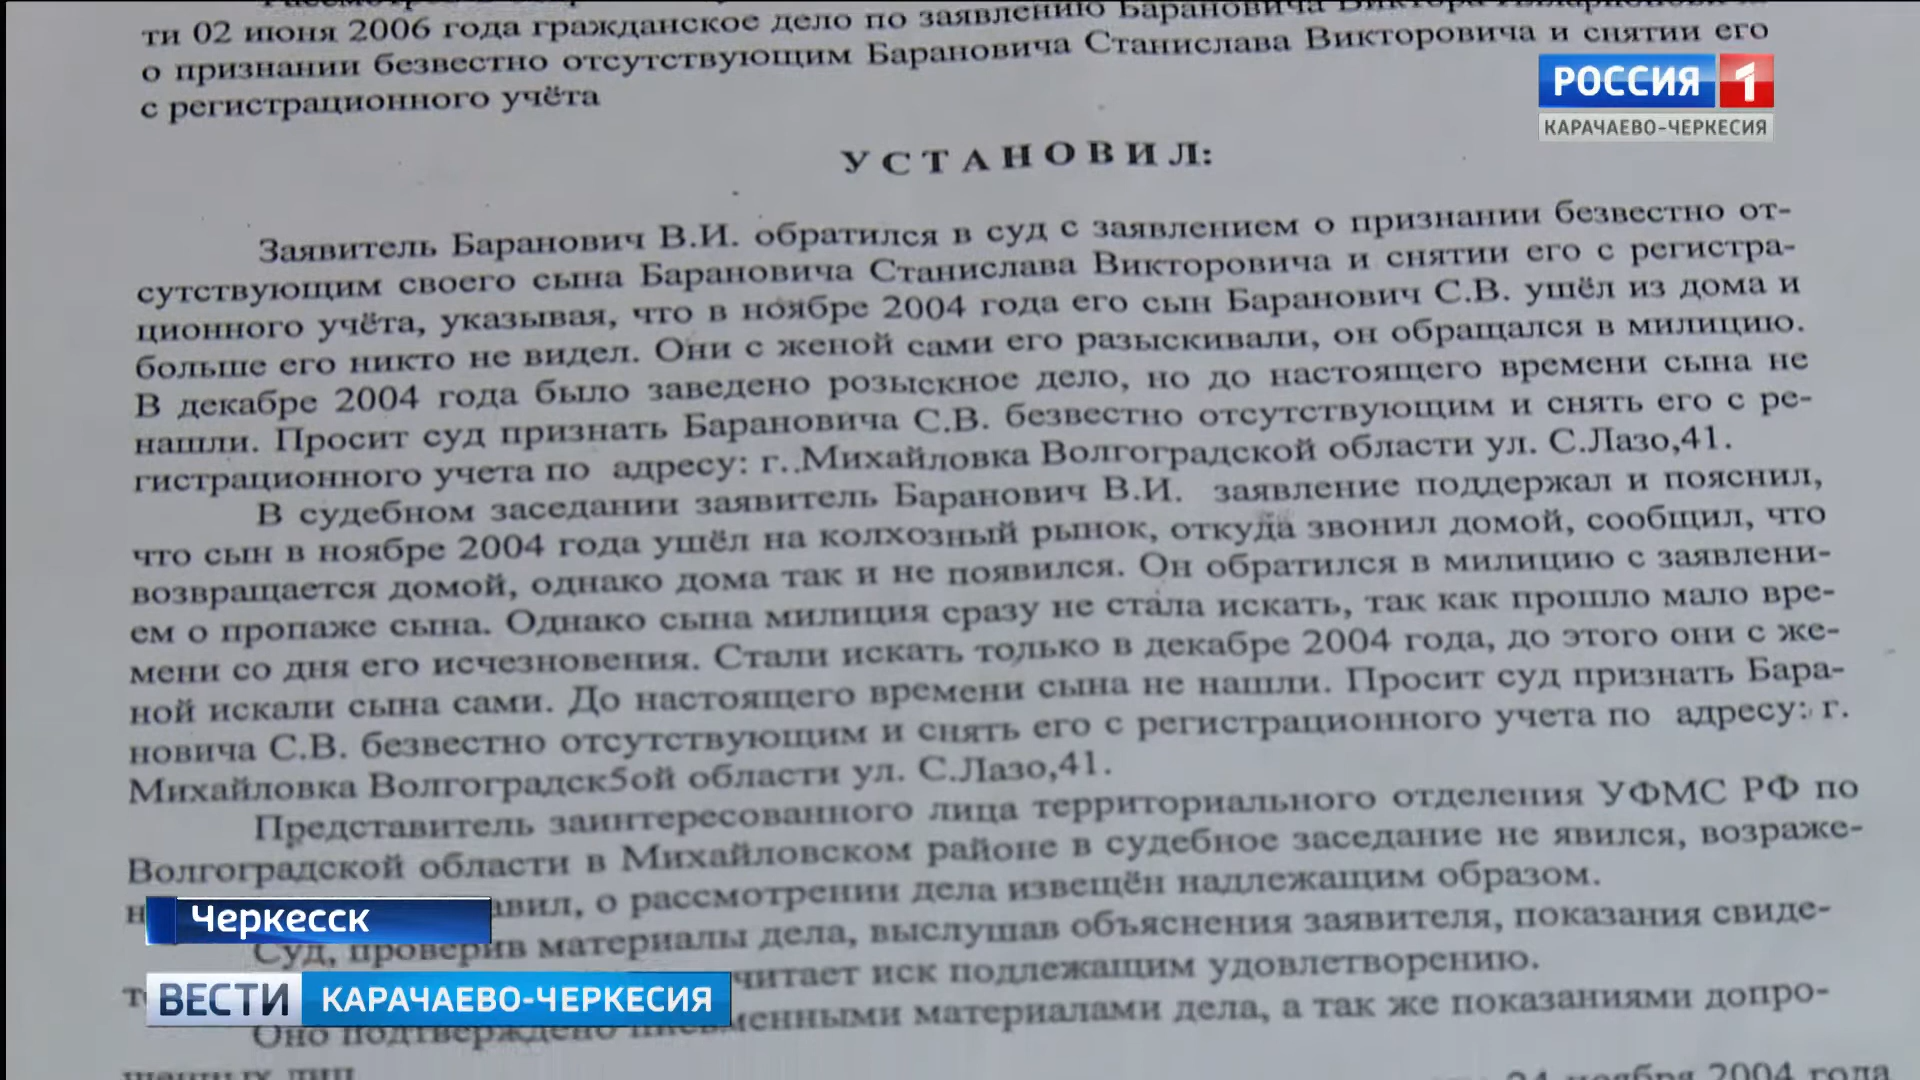 ти 02 июня 2006 года гражданское дело по заявлению Барановича Виктора
о признании безвестно отсутствующим Барановича Станислава Викторовича и снятии его
с регистрационного учёта
РОССИЯ 1
КАРАЧАЕВО-ЧЕРКЕСИЯ
У С Т А Н О В И Л:
Заявитель Баранович В.И. обратился в суд с заявлением о признании безвестно от-
сутствующим своего сына Барановича Станислава Викторовича и снятии его с регистра-
ционного учёта, указывая, что в ноябре 2004 года его сын Баранович С.В. ушёл из дома и
больше его никто не видел. Они с женой сами его разыскивали, он обращался в милицию.
В декабре 2004 года было заведено розыскное дело, но до настоящего времени сына не
нашли. Просит суд признать Барановича С.В. безвестно отсутствующим и снять его с ре-
гистрационного учета по адресу: г. .Михайловка Волгоградской области ул. С.Лазо,41.
В судебном заседании заявитель Баранович В.И. заявление поддержал и пояснил,
что сын в ноябре 2004 года ушёл на колхозный рынок, откуда звонил домой, сообщил, что
возвращается домой, однако дома так и не появился. Он обратился в милицию с заявлени-
ем о пропаже сына. Однако сына милиция сразу не стала искать, так как прошло мало вре-
мени со дня его исчезновения. Стали искать только в декабре 2004 года, до этого они с же-
ной искали сына сами. До настоящего времени сына не нашли. Просит суд признать Бара-
новича С.В. безвестно отсутствующим и снять его с регистрационного учета по адресу: г.
Михайловка Волгоградск5ой области ул. С.Лазо,41.
Представитель заинтересованного лица территориального отделения УФМС РФ по
Волгоградской области в Михайловском районе в судебное заседание не явился, возраже-
авил, о рассмотрении дела извещён надлежащим образом.
Черкесск
Суд, проверив материалы дела, выслушав объяснения заявителя, показания свиде-
читает иск подлежащим удовлетворению.
ВЕСТИ КАРАЧАЕВО-ЧЕРКЕСИЯ
Оно подтверждено письменными материалами дела, а так же показаниями допро-
шенных лиц
24 ноября 2004 года